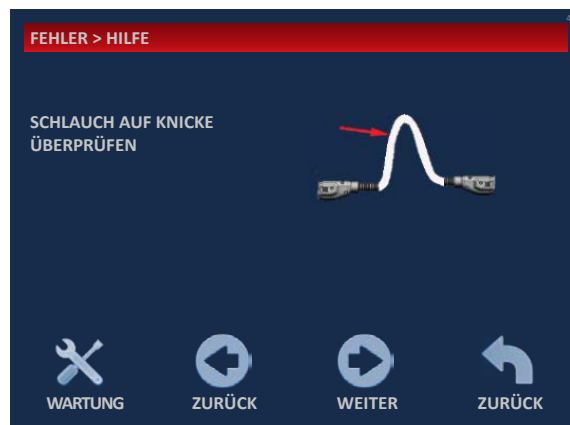 FEHLER > HILFE
SCHLAUCH AUF KNICKE
ÜBERPRÜFEN
WARTUNG
ZURÜCK
WEITER
ZURÜCK